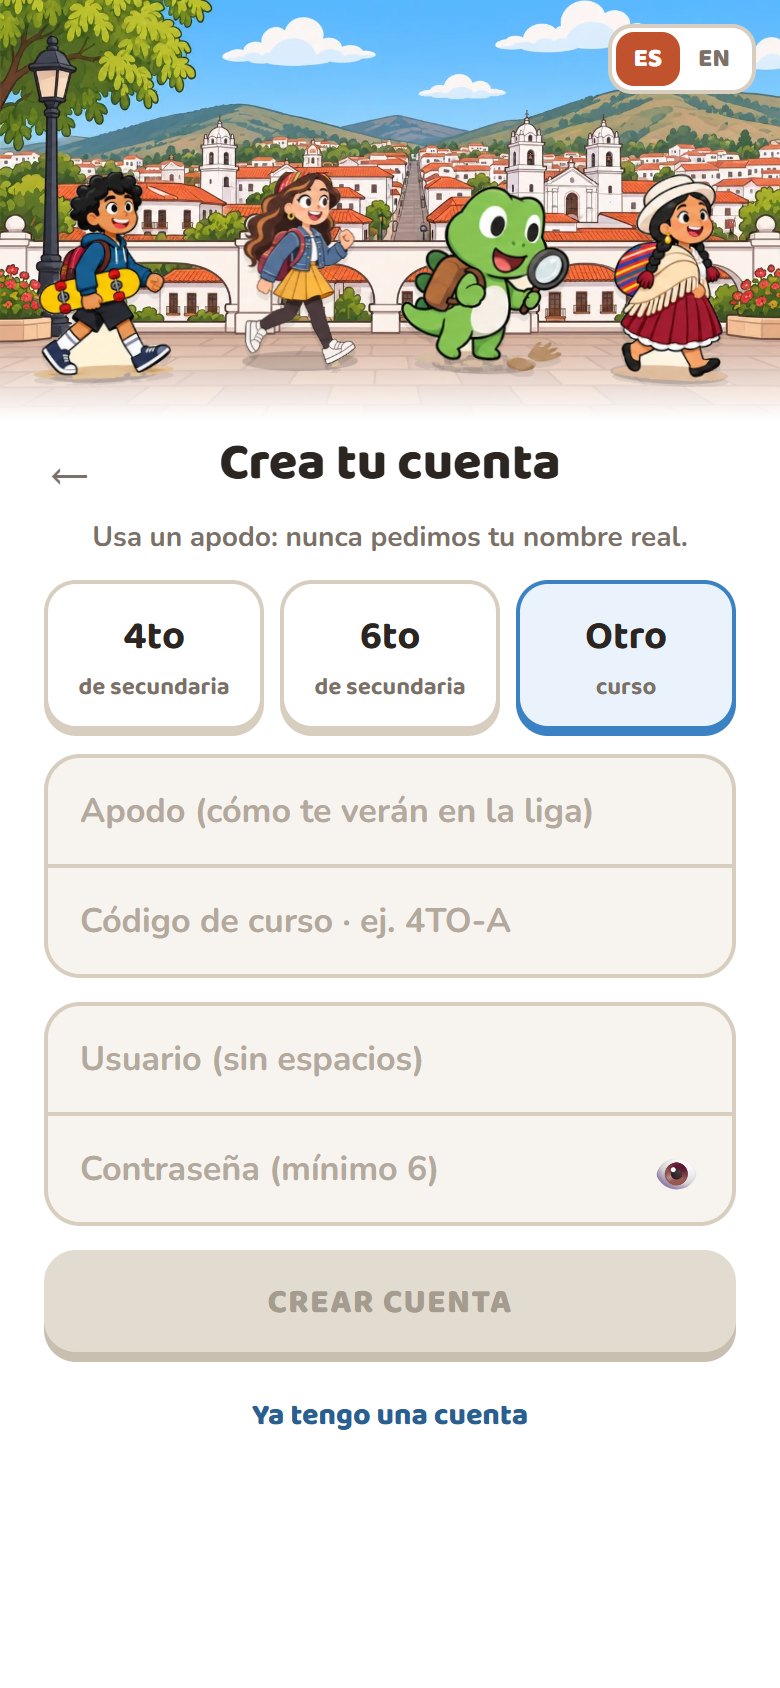 ES EN
Crea tu cuenta
Usa un apodo: nunca pedimos tu nombre real.
4to
de secundaria
6to
de secundaria
Otro
curso
Apodo (cómo te verán en la liga)
Código de curso · ej. 4TO-A
Usuario (sin espacios)
Contraseña (mínimo 6)
CREAR CUENTA
Ya tengo una cuenta